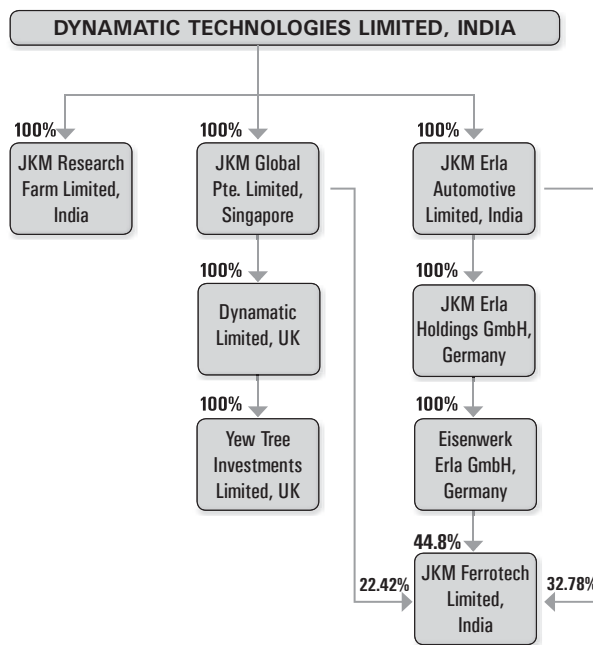 DYNAMATIC TECHNOLOGIES LIMITED, INDIA
100%
100%
100%
JKM Research
Farm Limited,
India
JKM Global
Pte. Limited,
Singapore
JKM Erla
Automotive
Limited, India
100%
100%
Dynamatic
Limited, UK
JKM Erla
Holdings GmbH,
Germany
100%
100%
Yew Tree
Investments
Limited, UK
Eisenwerk
Erla GmbH,
Germany
44.8%
22.42%
JKM Ferrotech
Limited,
India
32.78%